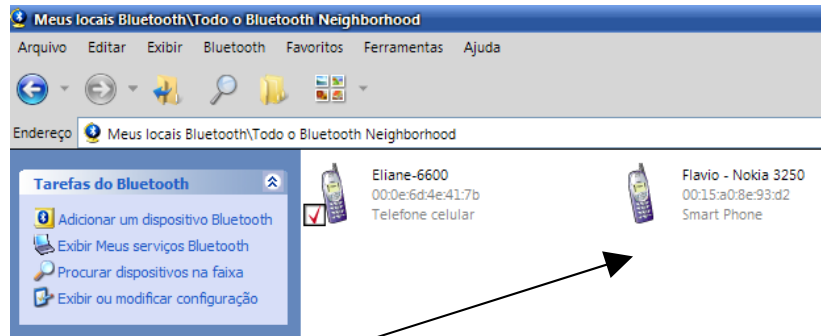 Meus locais Bluetooth\Todo o Bluetooth Neighborhood
Arquivo Editar Exibir Bluetooth Favoritos Ferramentas Ajuda
Endereço Meus locais Bluetooth\Todo o Bluetooth Neighborhood
Tarefas do Bluetooth
Adicionar um dispositivo Bluetooth
Exibir Meus serviços Bluetooth
Procurar dispositivos na faixa
Exibir ou modificar configuração
Eliane-6600
00:0e:6d:4e:41:7b
Telefone celular
Flavio - Nokia 3250
00:15:a0:8e:93:d2
Smart Phone